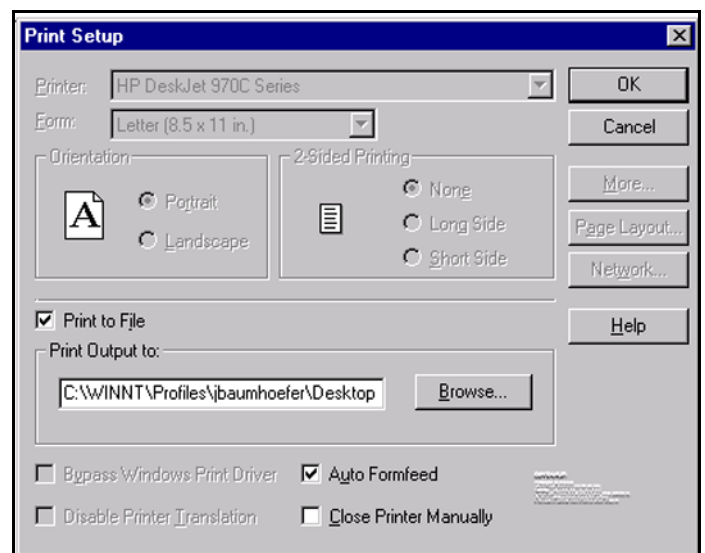 Print Setup
Printer: HP DeskJet 970C Series
OK
Form: Letter (8.5 x 11 in.)
Cancel
Orientation
2-Sided Printing
A
Portrait
Landscape
None
Long Side
Short Side
More...
Page Layout...
Network...
Print to File
Help
Print Output to:
C:\WINNT\Profiles\jbaumhoefer\Desktop
Browse...
Bypass Windows Print Driver
Auto Formfeed
Disable Printer Translation
Close Printer Manually